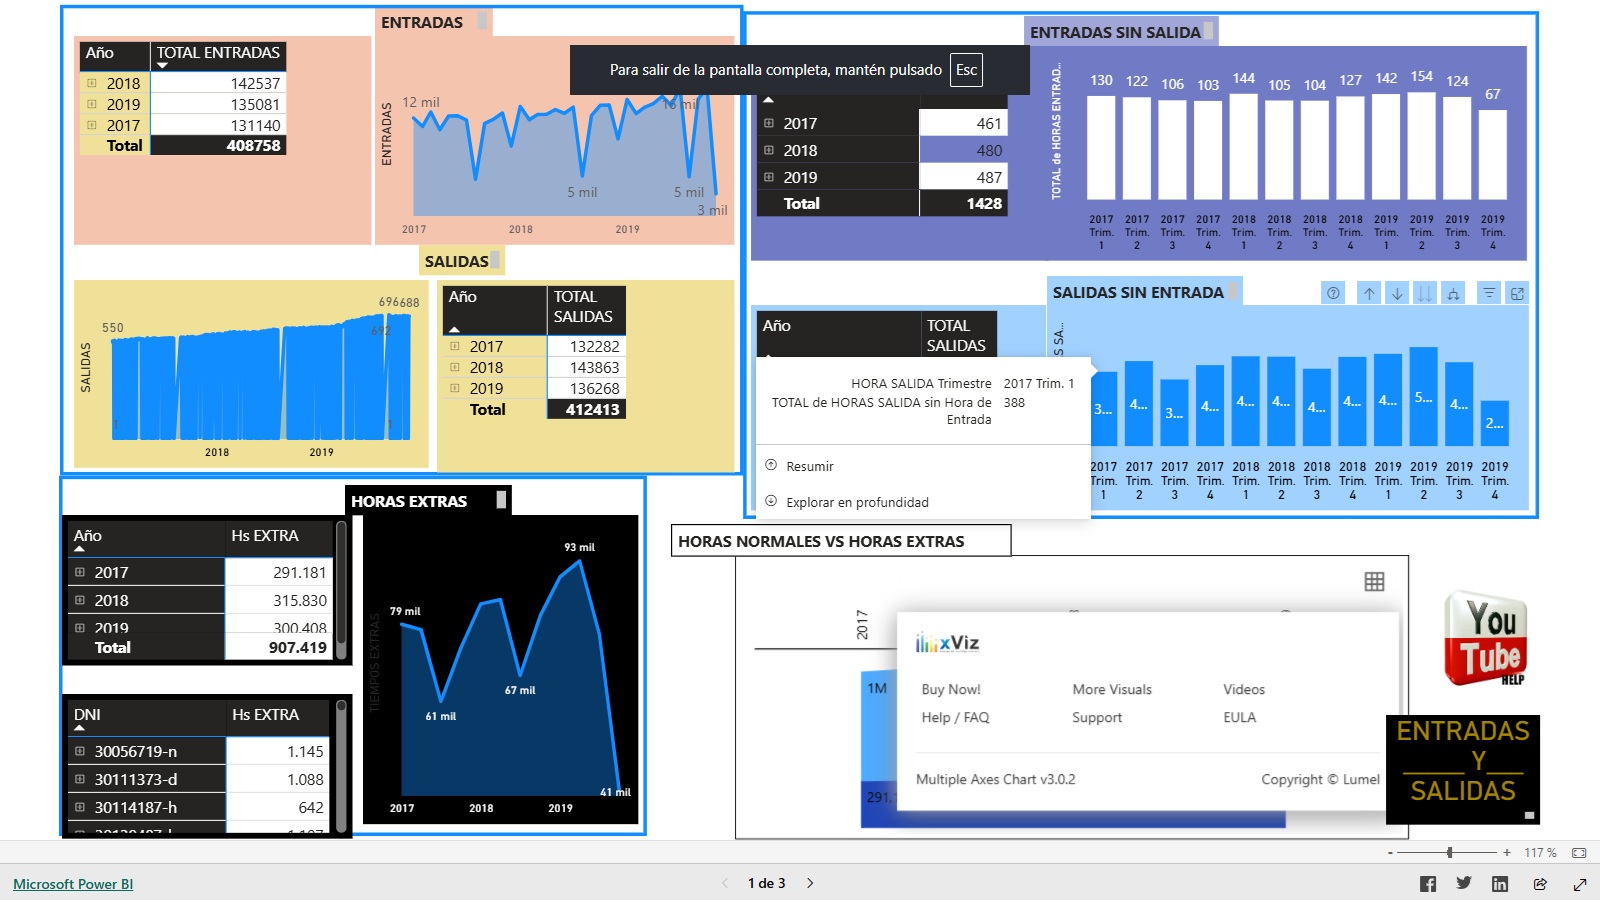 ENTRADAS
Año
TOTAL ENTRADAS
2018 142537
2019 135081
2017 131140
Total 408758
ENTRADAS
12 mil
16 mil
5 mil
5 mil
3 mil
2017 2018 2019
Para salir de la pantalla completa, mantén pulsado Esc
ENTRADAS SIN SALIDA
2017 461
2018 480
2019 487
Total 1428
TOTAL de HORAS ENTRAD...
130 122 106 103 144 105 104 127 142 154 124 67
2017 2017 2017 2017 2018 2018 2018 2018 2019 2019 2019 2019
Trim. Trim. Trim. Trim. Trim. Trim. Trim. Trim. Trim. Trim. Trim. Trim.
1 2 3 4 1 2 3 4 1 2 3 4
SALIDAS
SALIDAS
550
696688
692
1
1
2018 2019
Año
TOTAL
SALIDAS
2017 132282
2018 143863
2019 136268
Total 412413
SALIDAS SIN ENTRADA
Año
TOTAL
SALIDAS
S SA...
HORA SALIDA Trimestre 2017 Trim. 1
TOTAL de HORAS SALIDA sin Hora de 388
Entrada
Resumir
Explorar en profundidad
3... 4... 3... 4... 4... 4... 4... 4... 4... 5... 4... 2...
2017 2017 2017 2017 2018 2018 2018 2018 2019 2019 2019 2019
Trim. Trim. Trim. Trim. Trim. Trim. Trim. Trim. Trim. Trim. Trim. Trim.
1 2 3 4 1 2 3 4 1 2 3 4
HORAS EXTRAS
Año
Hs EXTRA
2017 291.181
2018 315.830
2019 300.408
Total 907.419
DNI
Hs EXTRA
30056719-n 1.145
30111373-d 1.088
30114187-h 642
TIEMPOS EXTRAS
79 mil
61 mil
67 mil
93 mil
41 mil
2017 2018 2019
HORAS NORMALES VS HORAS EXTRAS
2017
1M
291,
xViz
Buy Now! More Visuals Videos
Help / FAQ Support EULA
Multiple Axes Chart v3.0.2 Copyright © Lumel
You
Tube
HELP
ENTRADAS
Y
SALIDAS
- + 117 %
Microsoft Power BI
1 de 3